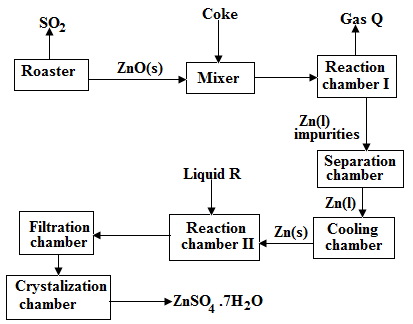 SO2
Coke
Gas Q
Roaster
ZnO(s)
Mixer
Reaction
chamber I
Zn(l)
impurities
Separation
chamber
Zn(l)
Liquid R
Filtration
chamber
Reaction
chamber II
Zn(s)
Cooling
chamber
Crystalization
chamber
ZnSO4 .7H2O